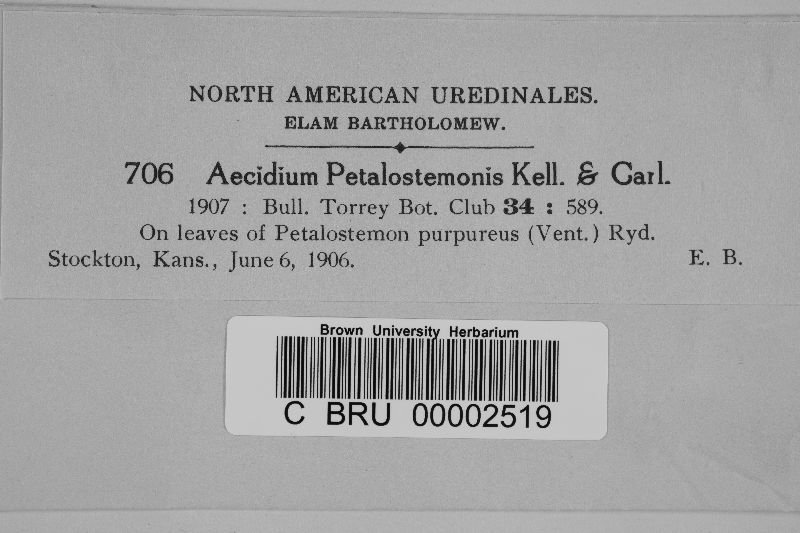 NORTH AMERICAN UREDINALES.
ELAM BARTHOLOMEW.
706 Aecidium Petalostemonis Kell. & Carl.
1907 : Bull. Torrey Bot. Club 34 : 589.
On leaves of Petalostemon purpureus (Vent.) Ryd.
Stockton, Kans., June 6, 1906. E. B.
Brown University Herbarium
C BRU 00002519